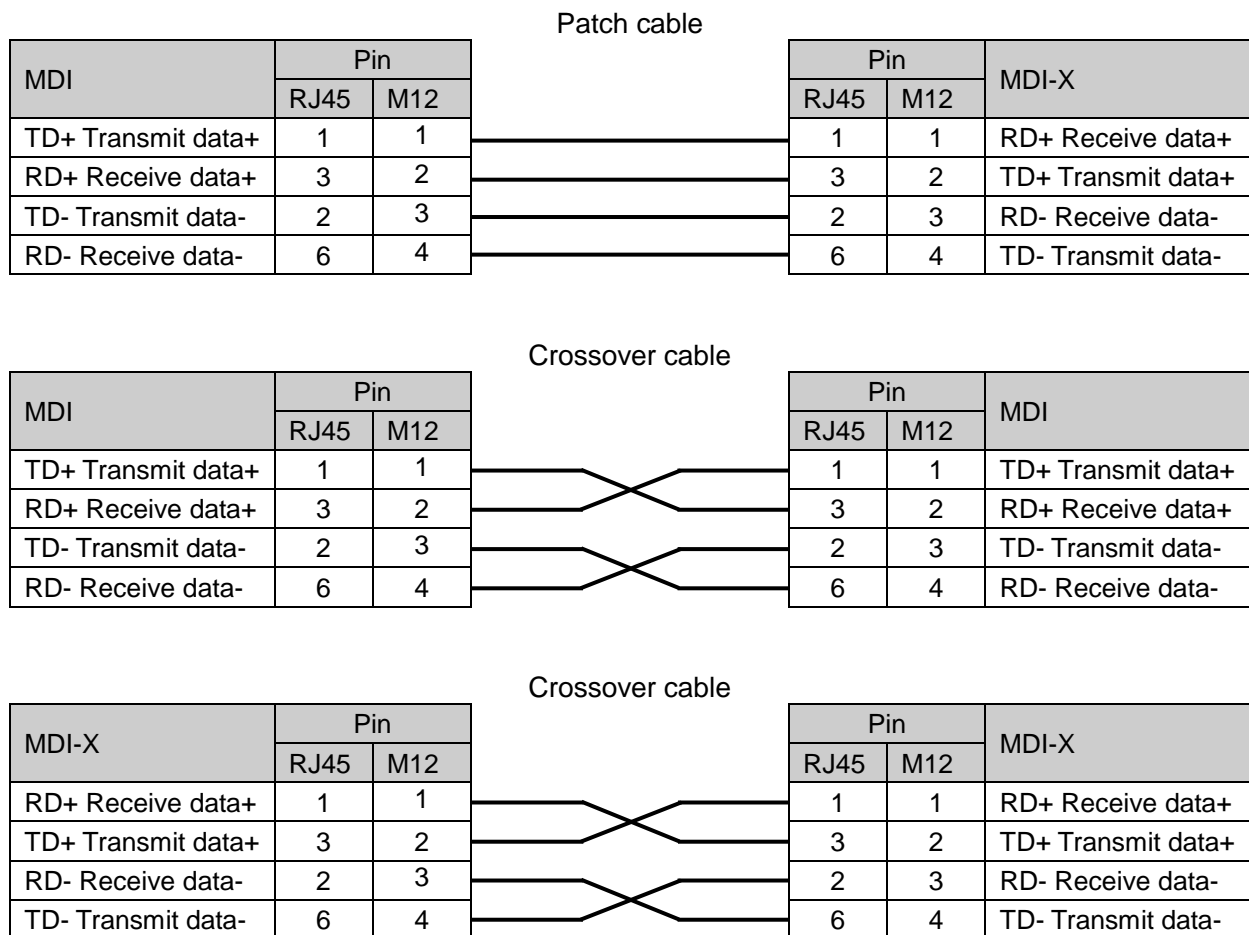 Patch cable
MDI Pin Pin MDI-X
RJ45 M12 RJ45 M12
TD+ Transmit data+ 1 1 1 1 RD+ Receive data+
RD+ Receive data+ 3 2 3 2 TD+ Transmit data+
TD- Transmit data- 2 3 2 3 RD- Receive data-
RD- Receive data- 6 4 6 4 TD- Transmit data-
Crossover cable
MDI Pin Pin MDI
RJ45 M12 RJ45 M12
TD+ Transmit data+ 1 1 1 1 TD+ Transmit data+
RD+ Receive data+ 3 2 3 2 RD+ Receive data+
TD- Transmit data- 2 3 2 3 TD- Transmit data-
RD- Receive data- 6 4 6 4 RD- Receive data-
Crossover cable
MDI-X Pin Pin MDI-X
RJ45 M12 RJ45 M12
RD+ Receive data+ 1 1 1 1 RD+ Receive data+
TD+ Transmit data+ 3 2 3 2 TD+ Transmit data+
RD- Receive data- 2 3 2 3 RD- Receive data-
TD- Transmit data- 6 4 6 4 TD- Transmit data-